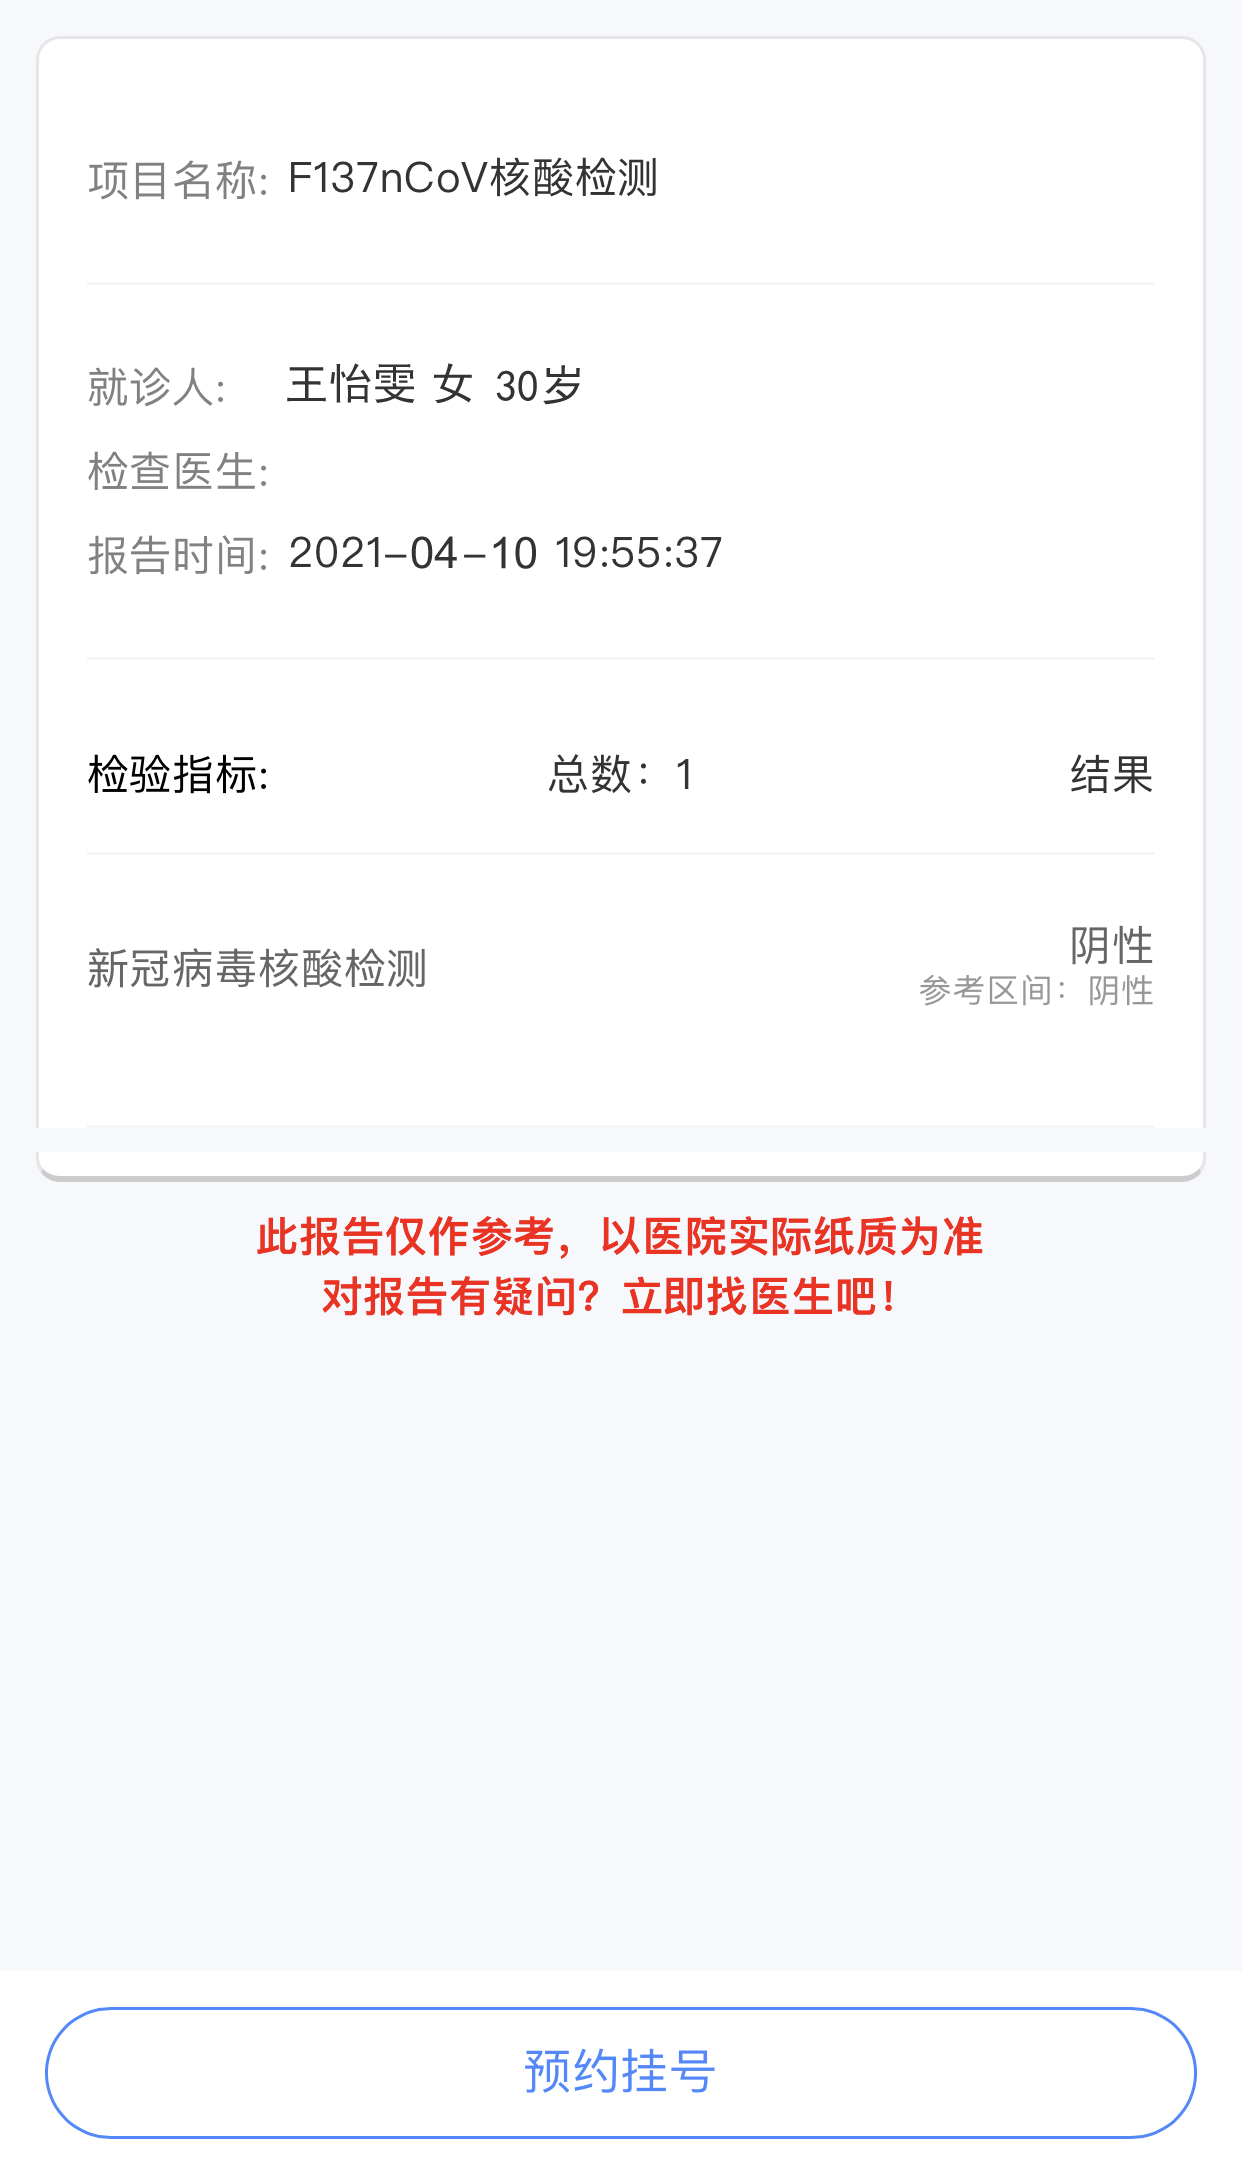 项目名称: F137nCoV核酸检测
就诊人: 王怡雯 女 30岁
检查医生:
报告时间: 2021-04-10 19:55:37
检验指标: 总数：1 结果
新冠病毒核酸检测 阴性
参考区间：阴性
此报告仅作参考，以医院实际纸质为准
对报告有疑问？立即找医生吧！
预约挂号